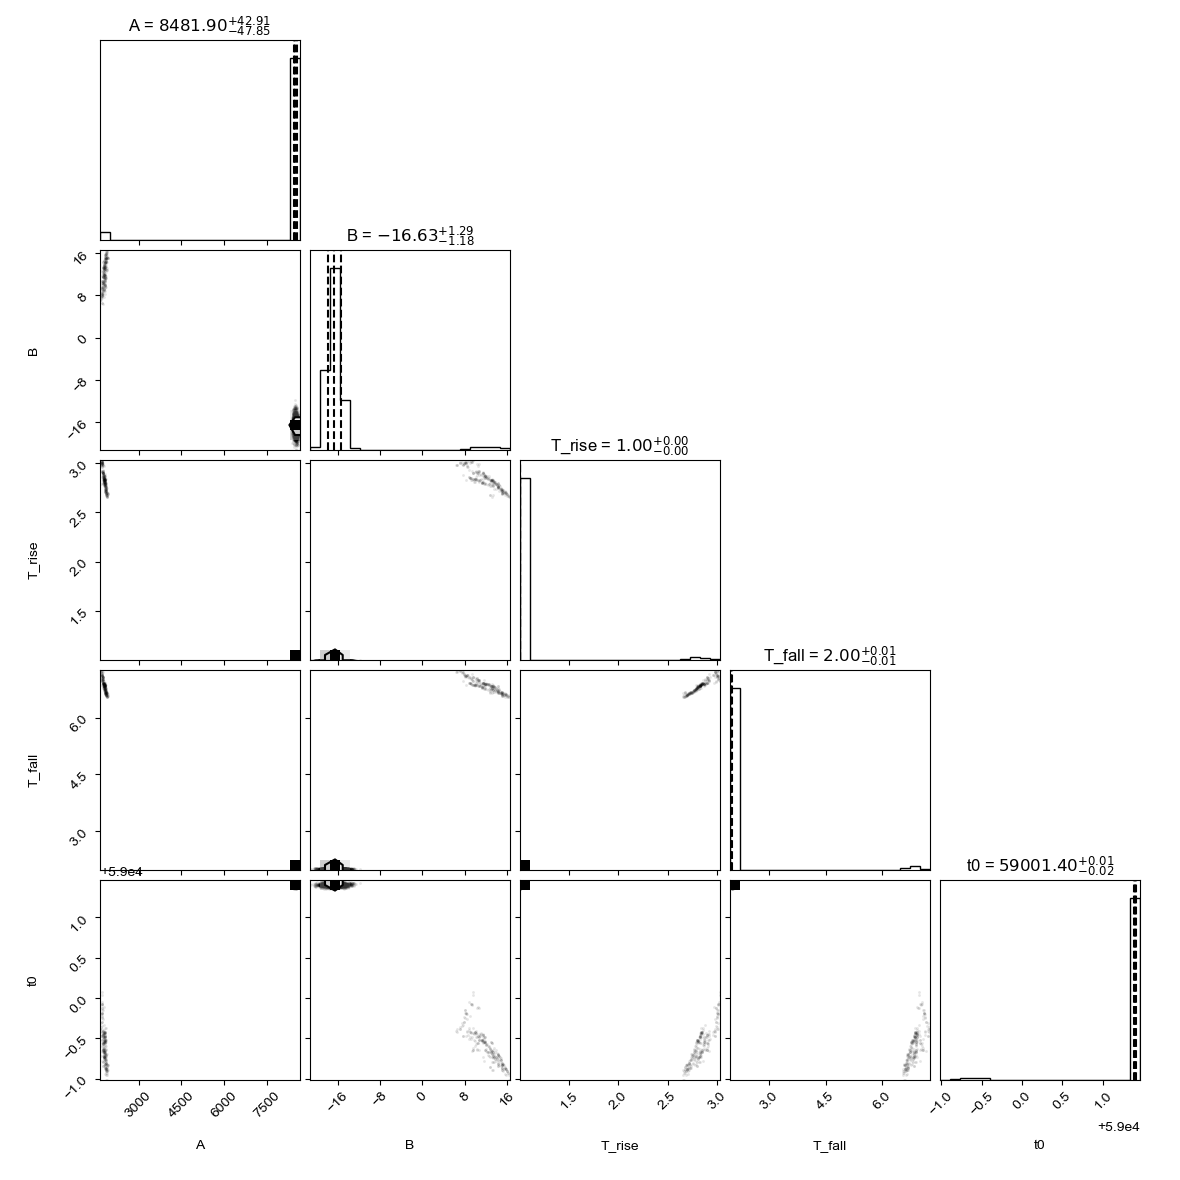 A = 8481.90+42.91−47.85
B = −16.63+1.29−1.18
16
8
0
−8
−16
B
T_rise = 1.00+0.00−0.00
3.0
2.5
2.0
1.5
T_rise
T_fall = 2.00+0.01−0.01
6.0
4.5
3.0
T_fall
+5.9e4
t0 = 59001.40+0.01−0.02
1.0
0.5
0.0
−0.5
−1.0
t0
3000 4500 6000 7500 −16 −8 0 8 16 1.5 2.0 2.5 3.0 3.0 4.5 6.0 −1.0 −0.5 0.0 0.5 1.0
+5.9e4
A B T_rise T_fall t0